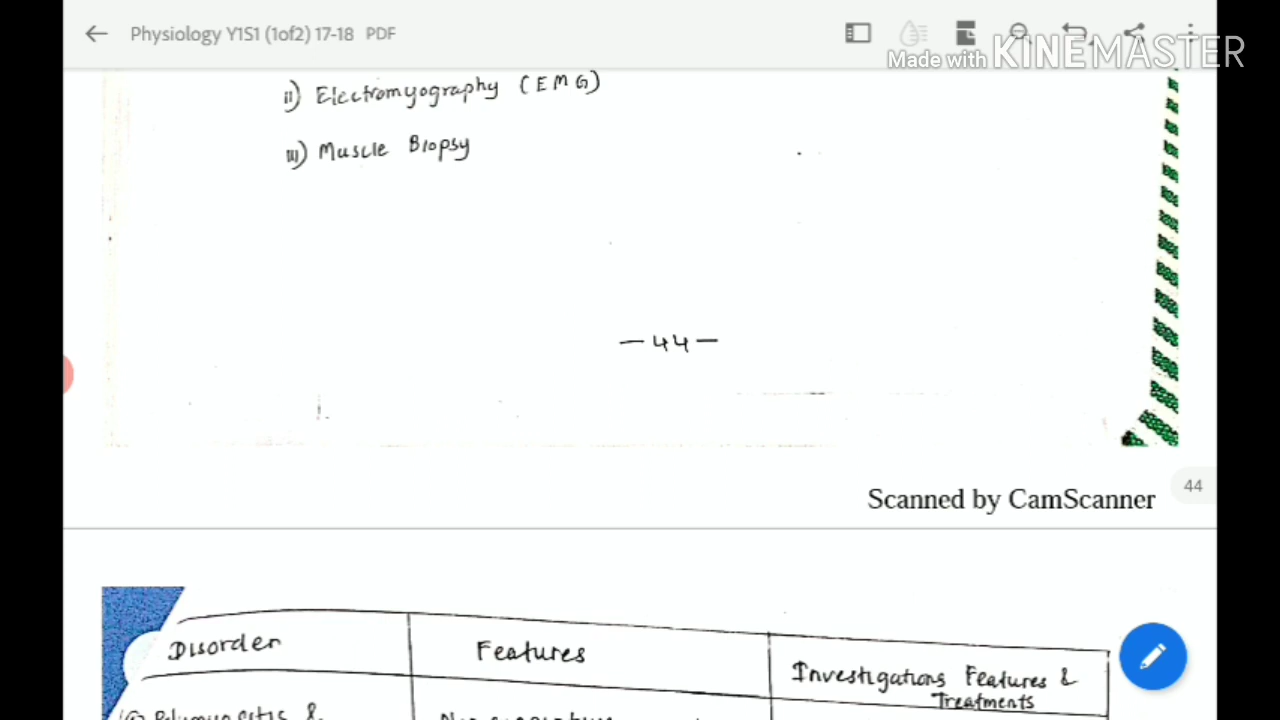 Physiology Y1S1 (1of2) 17-18 PDF
Made with KINEMASTER
ii) Electromyography (EMG)
iii) Muscle Biopsy
— 44 —
Scanned by CamScanner
44
Disorder
Features
Investigations Features &
Treatments